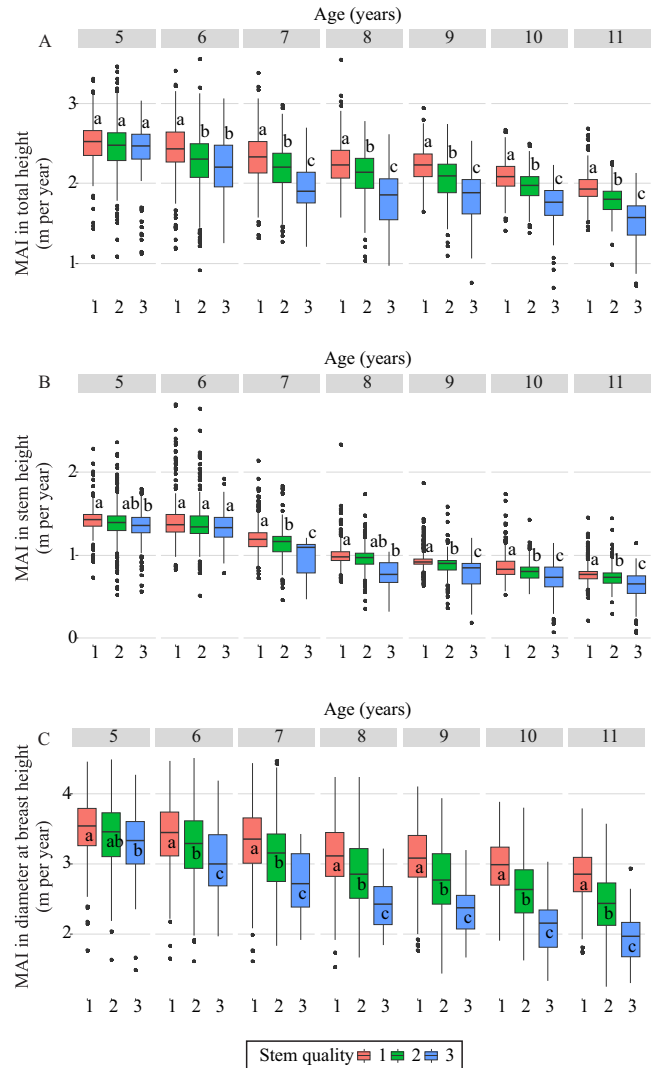 Age (years)
A
5 6 7 8 9 10 11
MAI in total height
(m per year)
3
2
1
a a a a b b a b c a b c a b c a b c a b c
1 2 3 1 2 3 1 2 3 1 2 3 1 2 3 1 2 3 1 2 3
Age (years)
B
5 6 7 8 9 10 11
MAI in stem height
(m per year)
2
1
0
a ab b a a a a b c a ab b a b c a b c a b c
1 2 3 1 2 3 1 2 3 1 2 3 1 2 3 1 2 3 1 2 3
Age (years)
C
5 6 7 8 9 10 11
MAI in diameter at breast height
(m per year)
4
3
2
a ab b a b c a b c a b c a b c a b c a b c
1 2 3 1 2 3 1 2 3 1 2 3 1 2 3 1 2 3 1 2 3
Stem quality 1 2 3